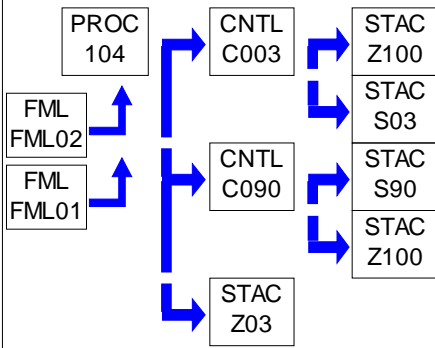 PROC
104
FML
FML02
FML
FML01
CNTL
C003
CNTL
C090
STAC
Z03
STAC
Z100
STAC
S03
STAC
S90
STAC
Z100